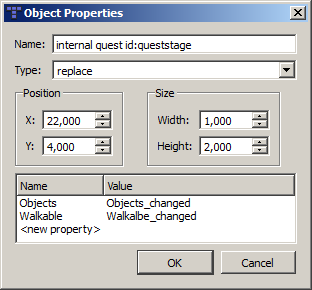 Object Properties
Name: internal quest id:queststage
Type: replace
Position Size
X: 22,000 Width: 1,000
Y: 4,000 Height: 2,000
Name Value
Objects Objects_changed
Walkable Walkalbe_changed
<new property>
OK Cancel